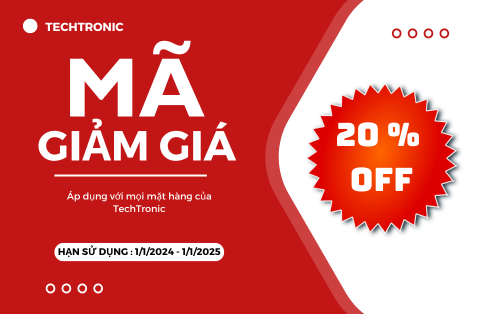 TECHTRONIC
MÃ
GIẢM GIÁ
Áp dụng với mọi mặt hàng của
TechTronic
HẠN SỬ DỤNG : 1/1/2024 - 1/1/2025
20 %
OFF